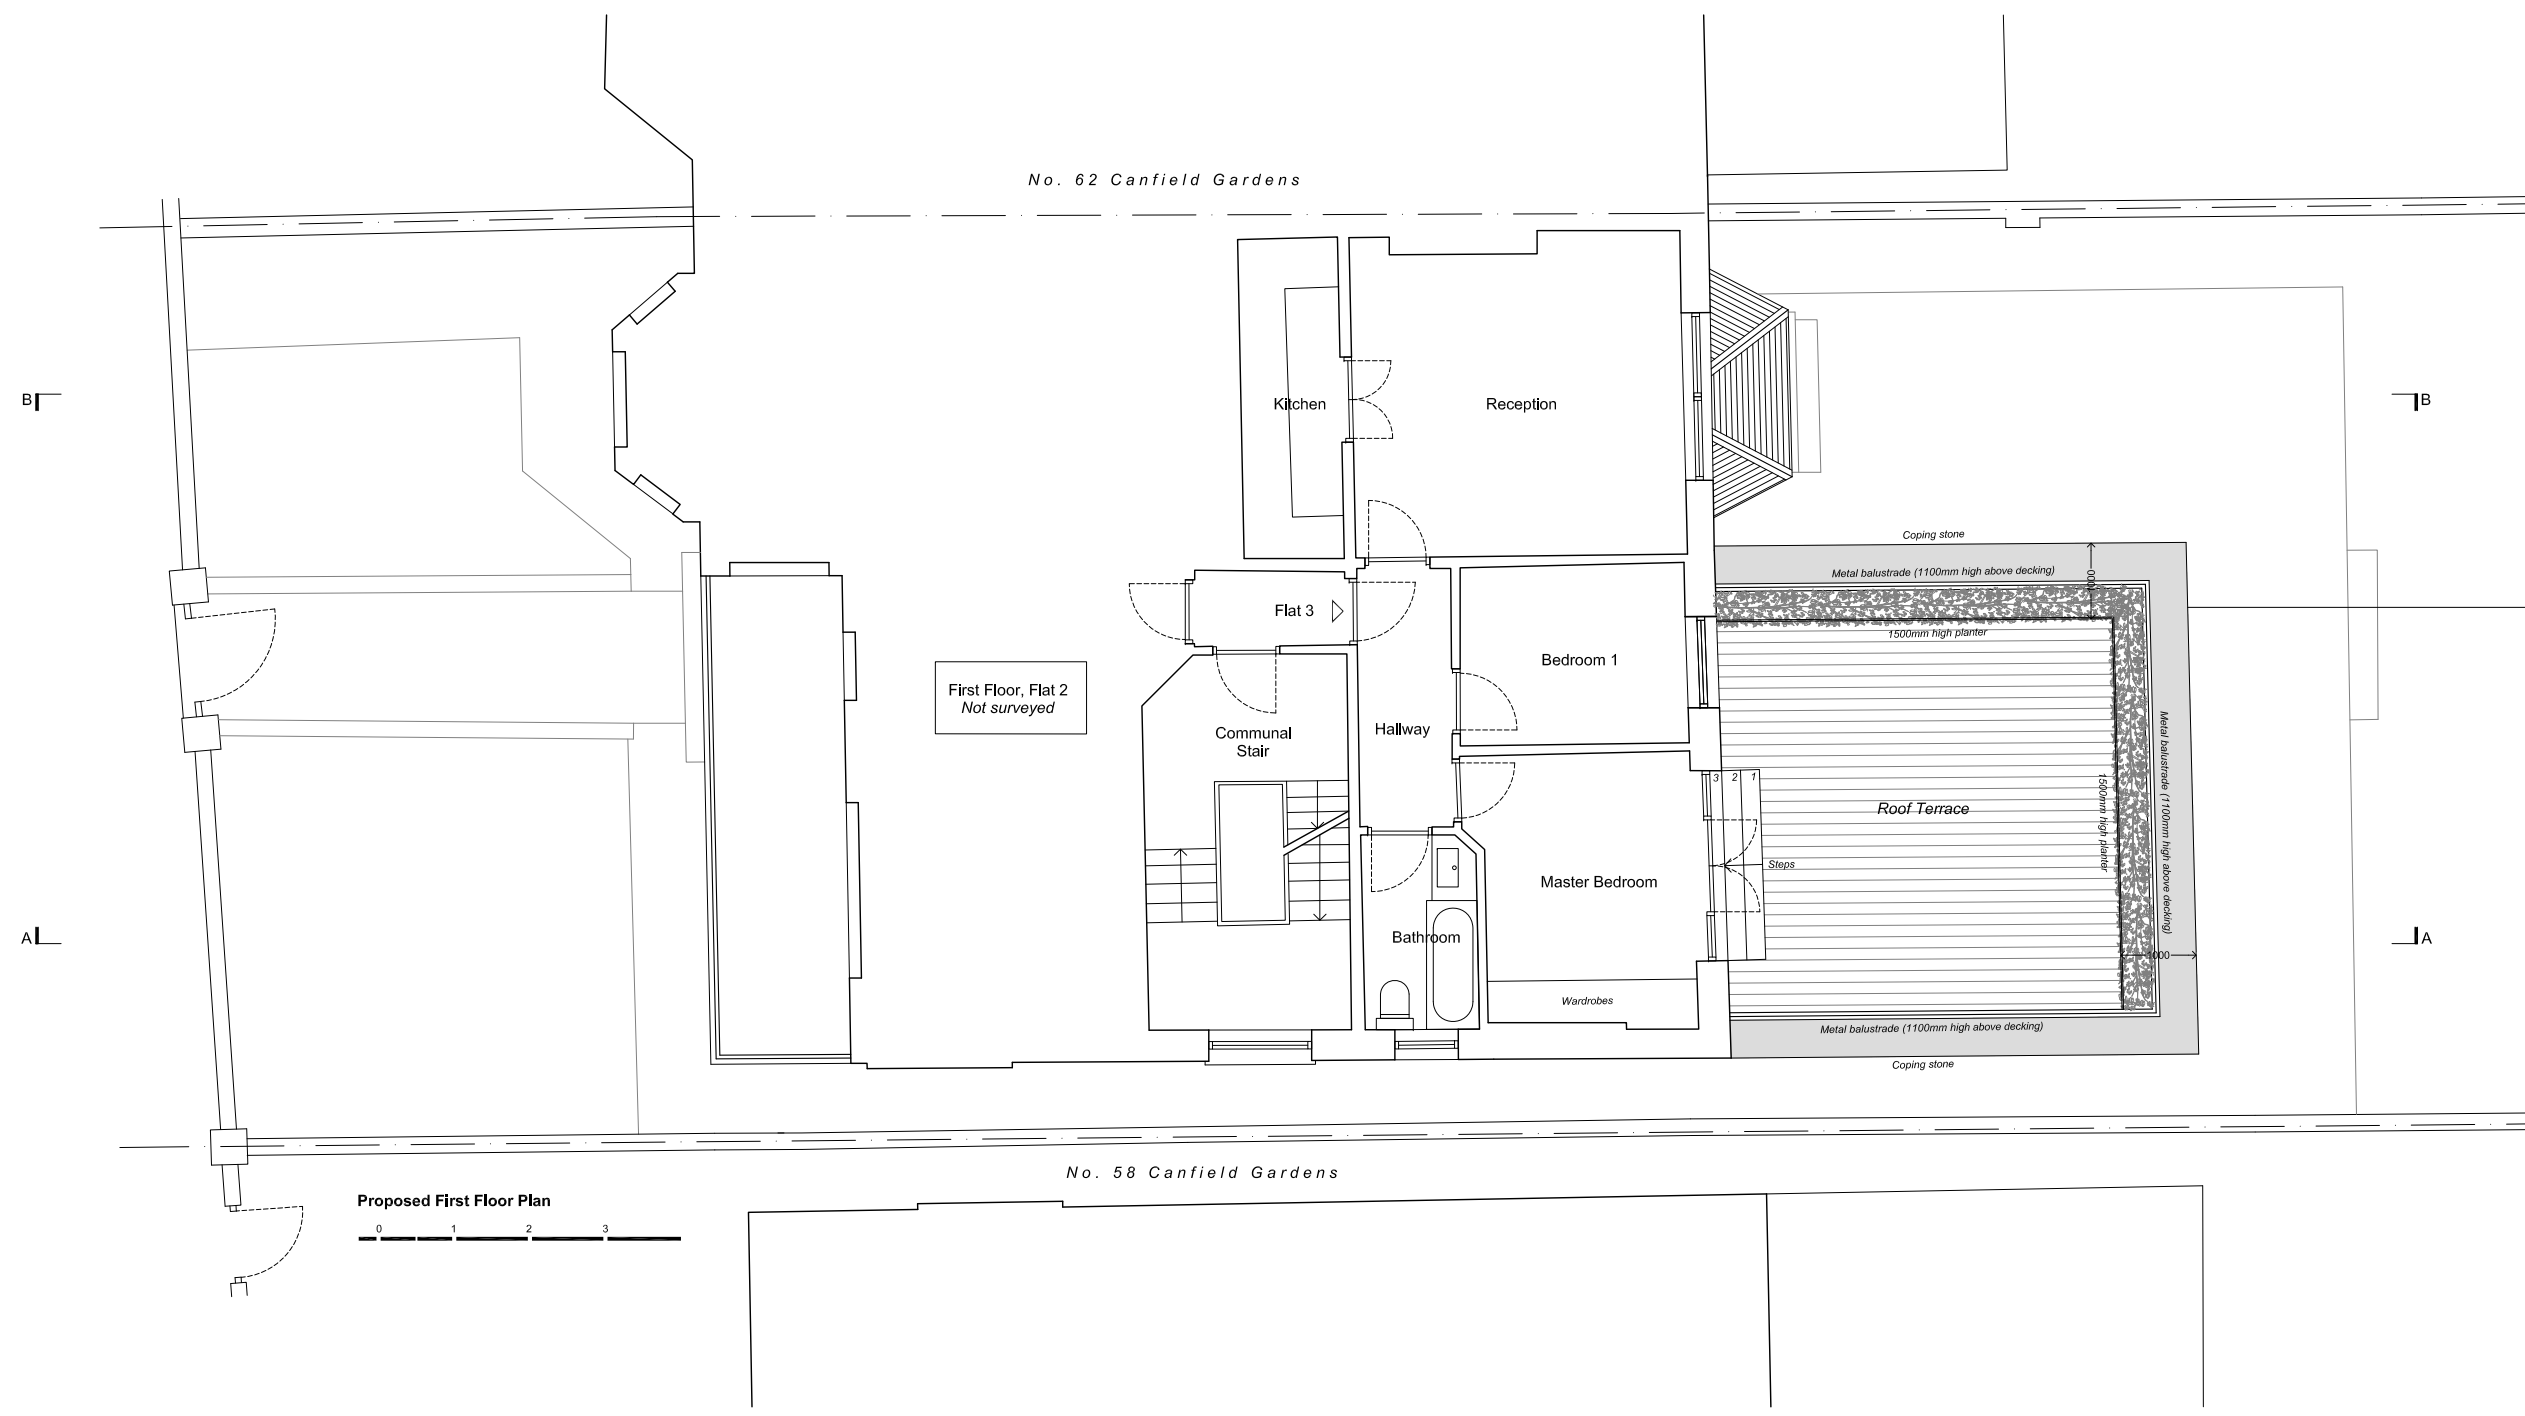 No. 62 Canfield Gardens
B
B
Kitchen
Reception
Coping stone
Metal balustrade (1100mm high above decking)
1000
1500mm high planter
Flat 3
Bedroom 1
First Floor, Flat 2
Not surveyed
Communal
Stair
Hallway
3 2 1
Roof Terrace
Steps
1500mm high planter
Metal balustrade (1100mm high above decking)
Master Bedroom
Bathroom
A
A
1000
Wardrobes
Metal balustrade (1100mm high above decking)
Coping stone
No. 58 Canfield Gardens
Proposed First Floor Plan
0 1 2 3